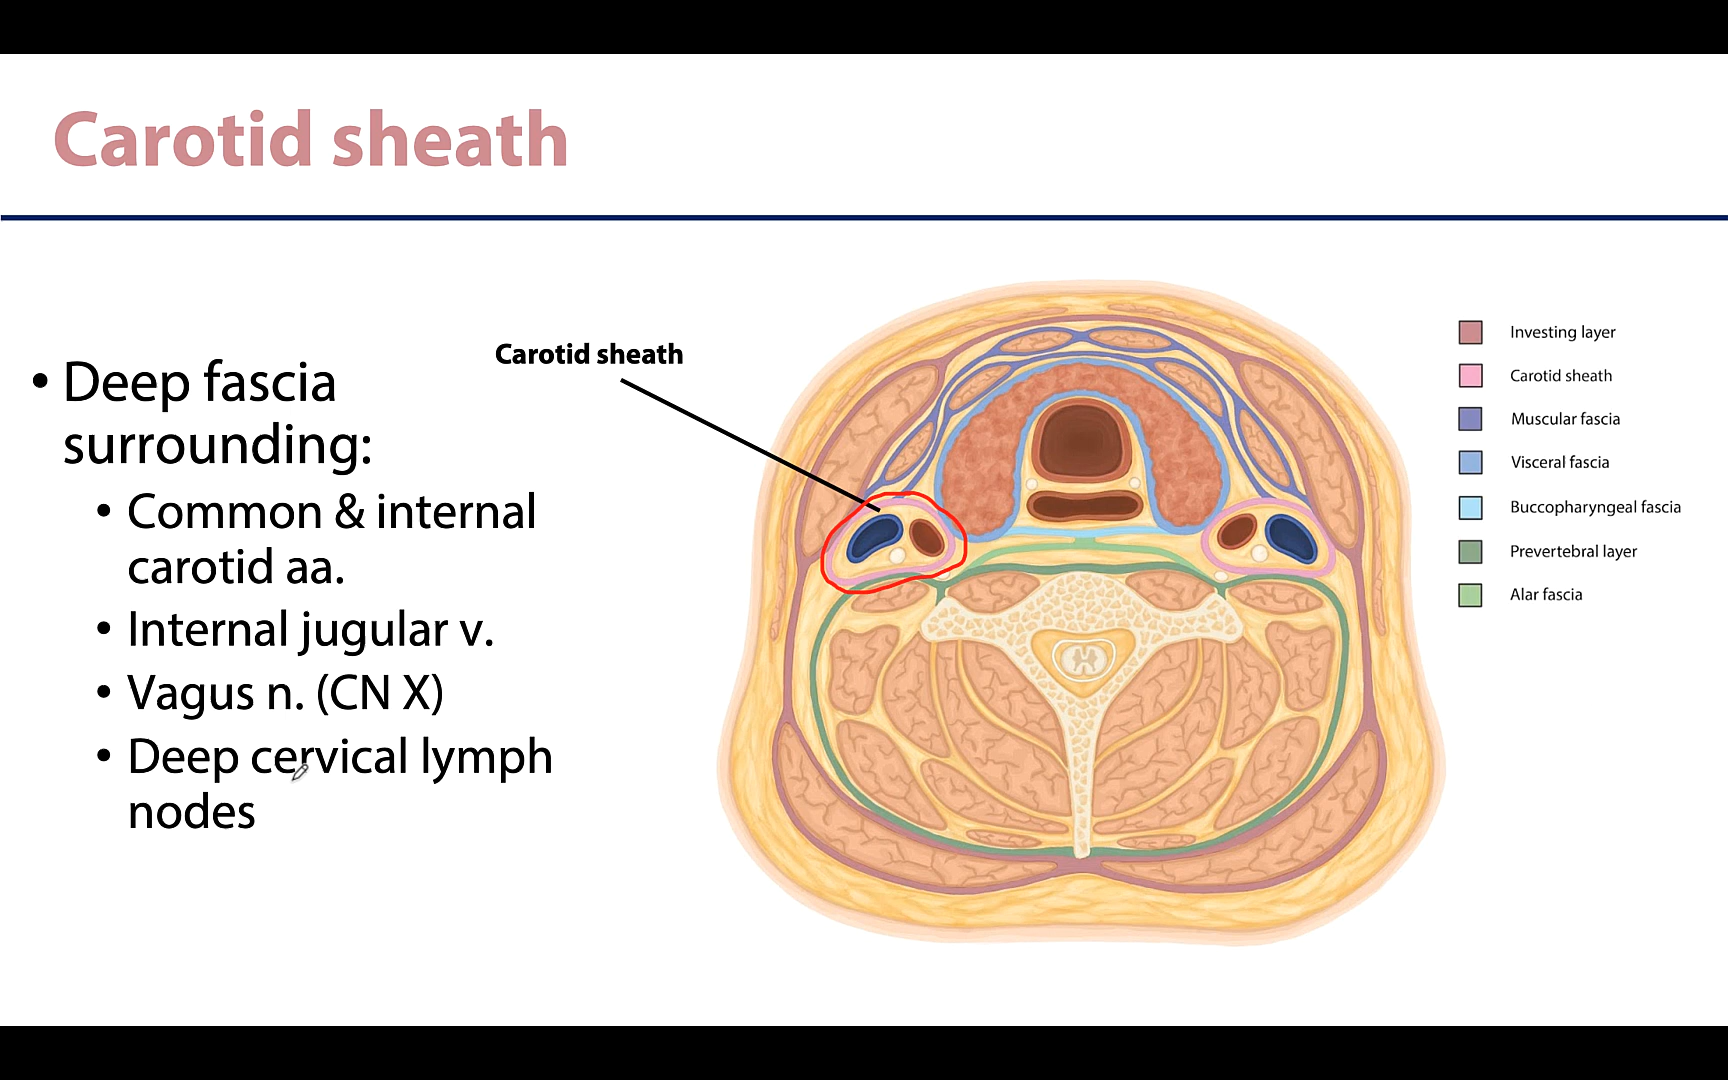 Carotid sheath
• Deep fascia
surrounding:
• Common & internal
carotid aa.
• Internal jugular v.
• Vagus n. (CN X)
• Deep cervical lymph
nodes
Carotid sheath
Investing layer
Carotid sheath
Muscular fascia
Visceral fascia
Buccopharyngeal fascia
Prevertebral layer
Alar fascia